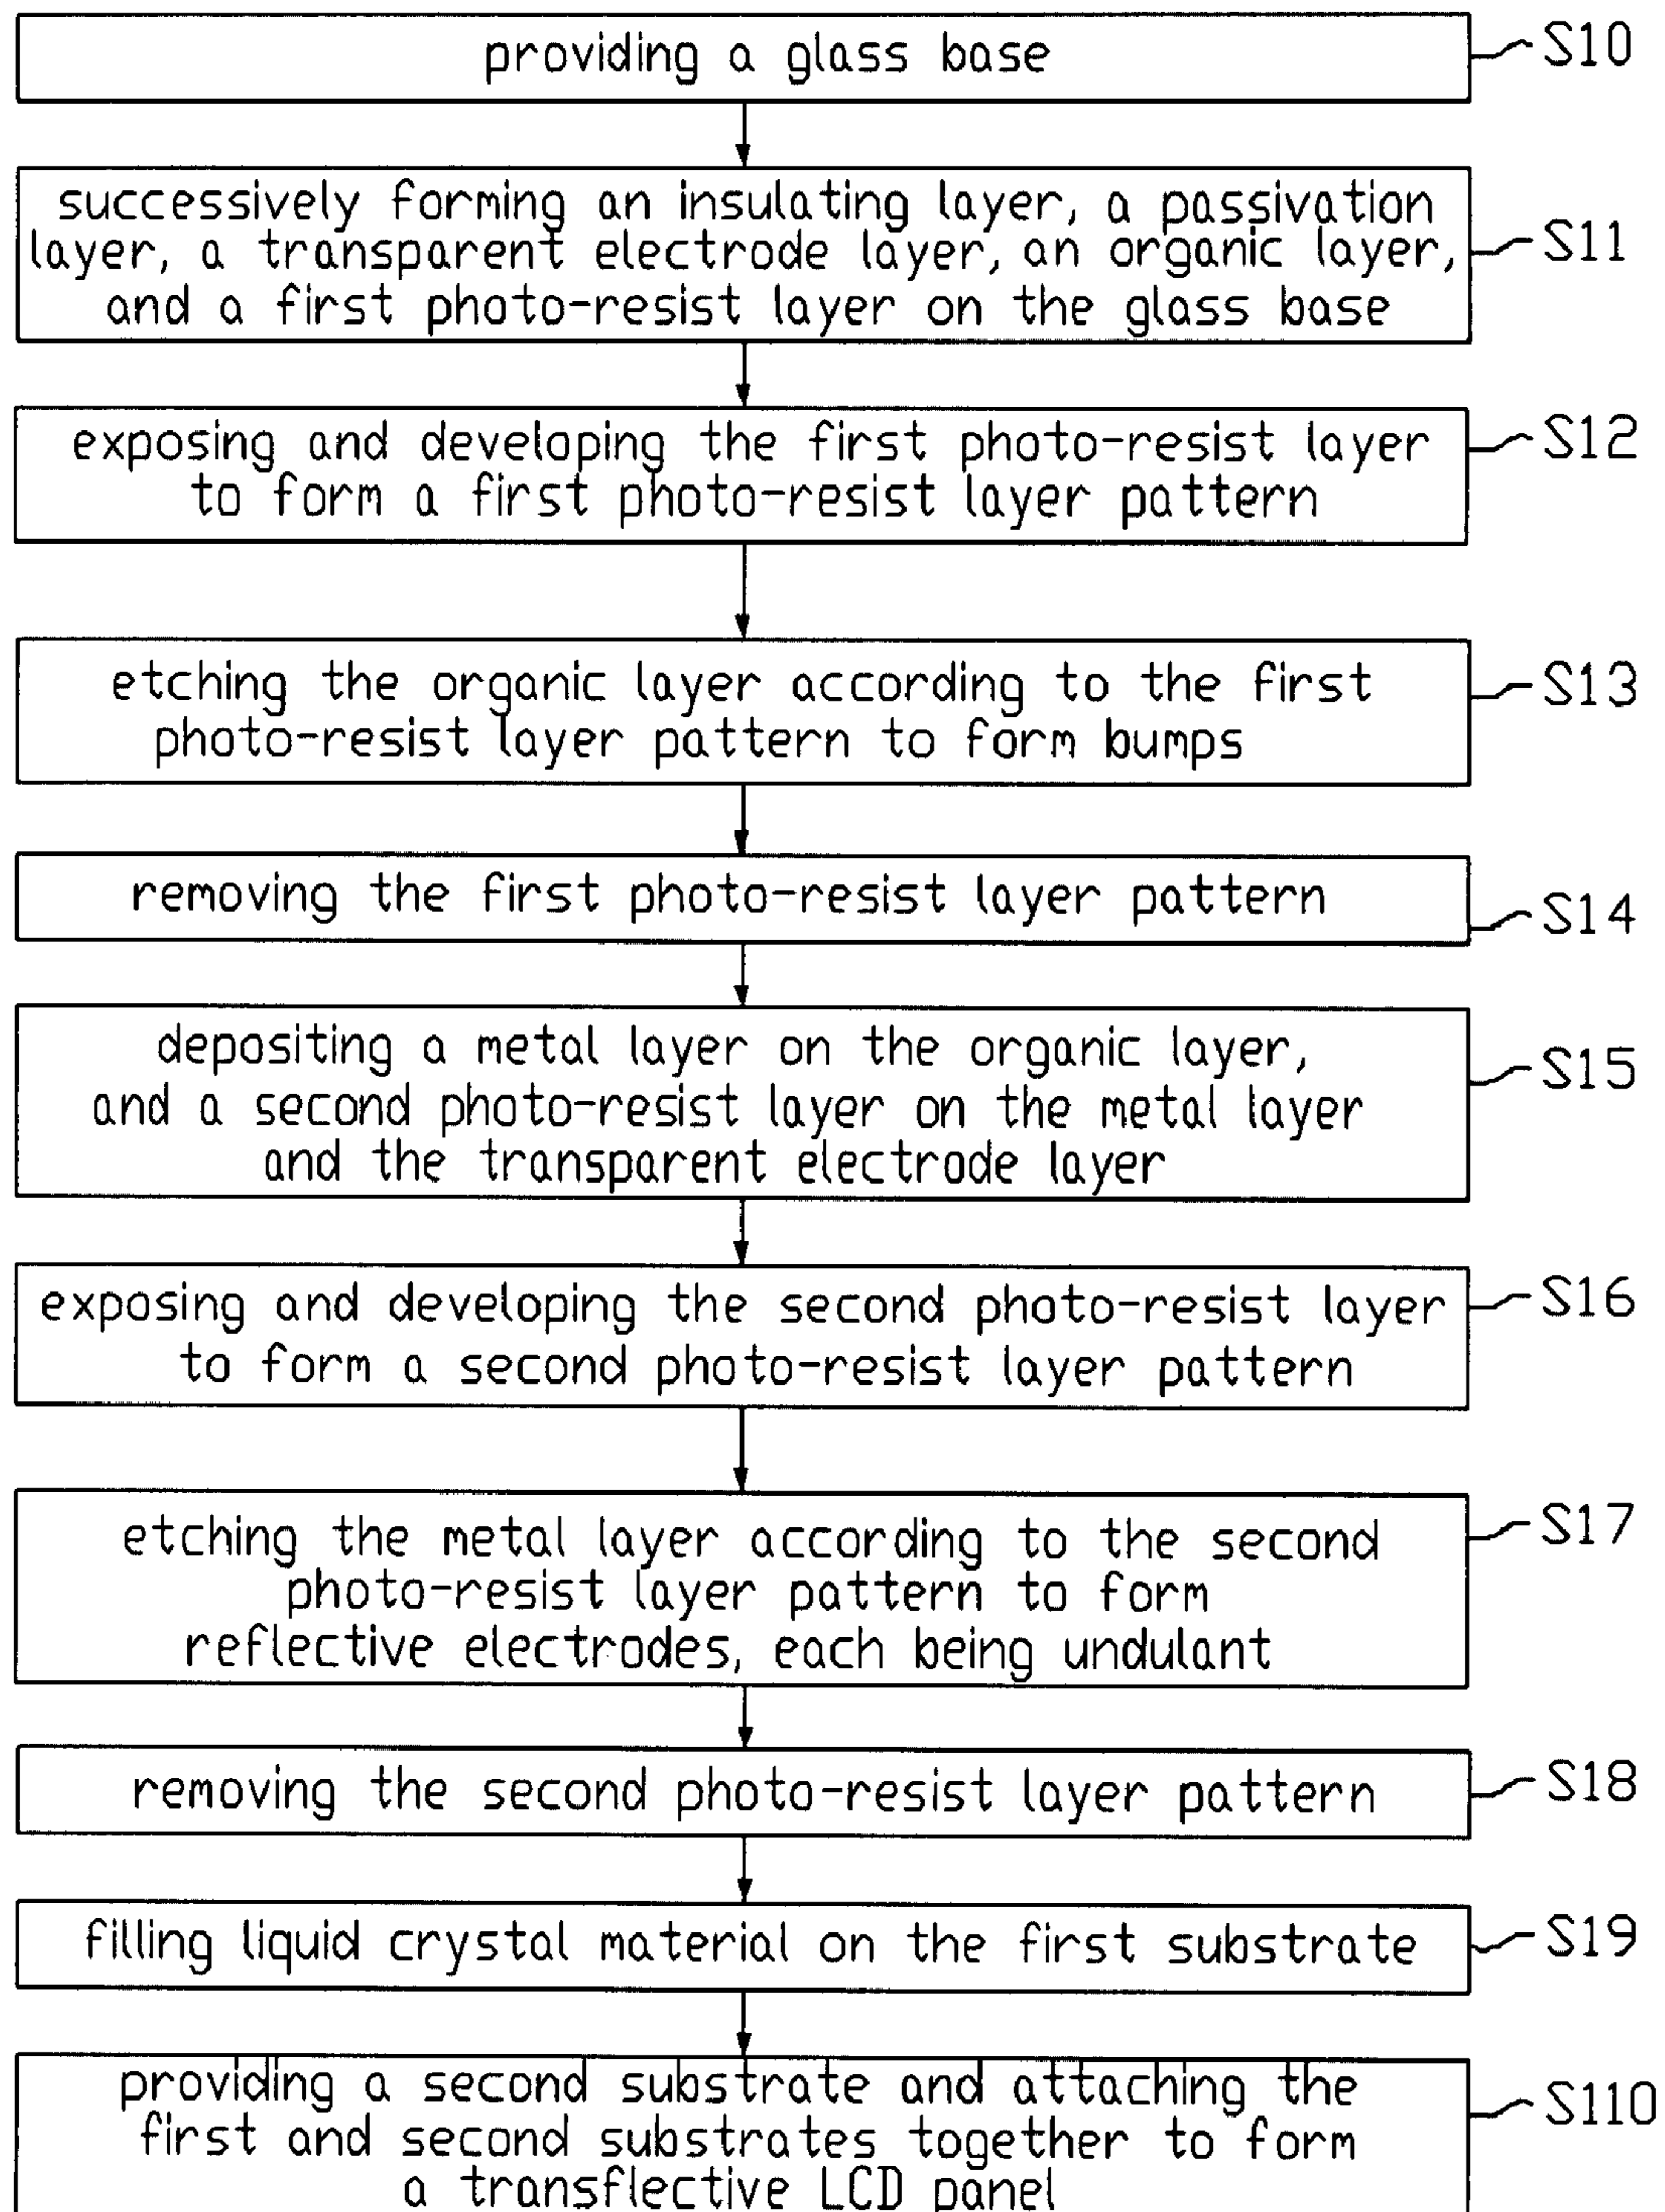 providing a glass base
S10
successively forming an insulating layer, a passivation
layer, a transparent electrode layer, an organic layer,
and a first photo-resist layer on the glass base
S11
exposing and developing the first photo-resist layer
to form a first photo-resist layer pattern
S12
etching the organic layer according to the first
photo-resist layer pattern to form bumps
S13
removing the first photo-resist layer pattern
S14
depositing a metal layer on the organic layer,
and a second photo-resist layer on the metal layer
and the transparent electrode layer
S15
exposing and developing the second photo-resist layer
to form a second photo-resist layer pattern
S16
etching the metal layer according to the second
photo-resist layer pattern to form
reflective electrodes, each being undulant
S17
removing the second photo-resist layer pattern
S18
filling liquid crystal material on the first substrate
S19
providing a second substrate and attaching the
first and second substrates together to form
a transflective LCD panel
S110